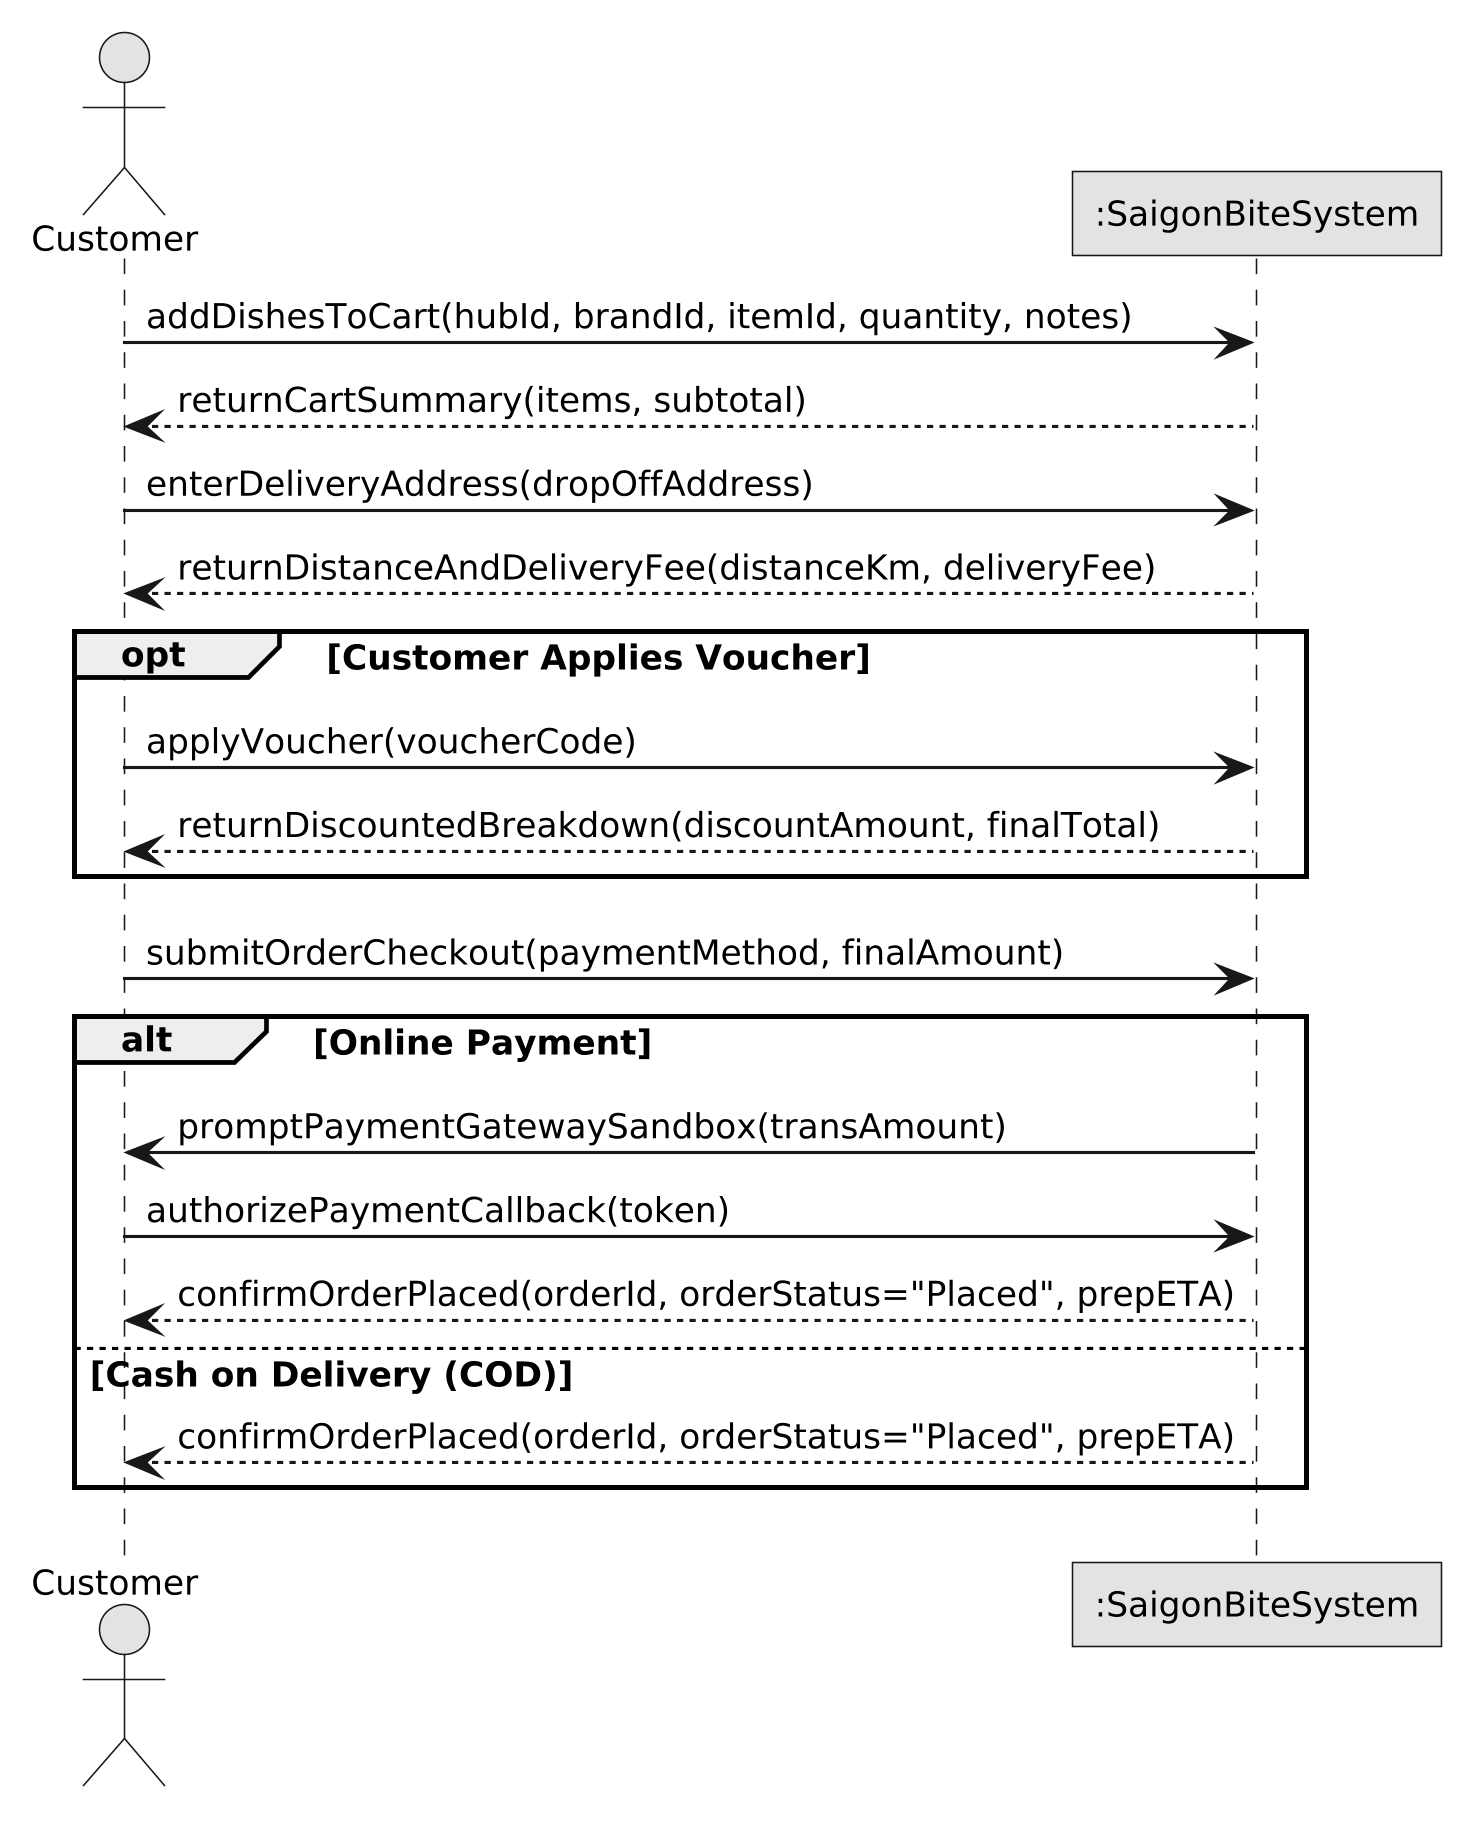 Customer
:SaigonBiteSystem
addDishesToCart(hubId, brandId, itemId, quantity, notes)
returnCartSummary(items, subtotal)
enterDeliveryAddress(dropOffAddress)
returnDistanceAndDeliveryFee(distanceKm, deliveryFee)
opt [Customer Applies Voucher]
applyVoucher(voucherCode)
returnDiscountedBreakdown(discountAmount, finalTotal)
submitOrderCheckout(paymentMethod, finalAmount)
alt [Online Payment]
promptPaymentGatewaySandbox(transAmount)
authorizePaymentCallback(token)
confirmOrderPlaced(orderId, orderStatus="Placed", prepETA)
[Cash on Delivery (COD)]
confirmOrderPlaced(orderId, orderStatus="Placed", prepETA)
Customer
:SaigonBiteSystem